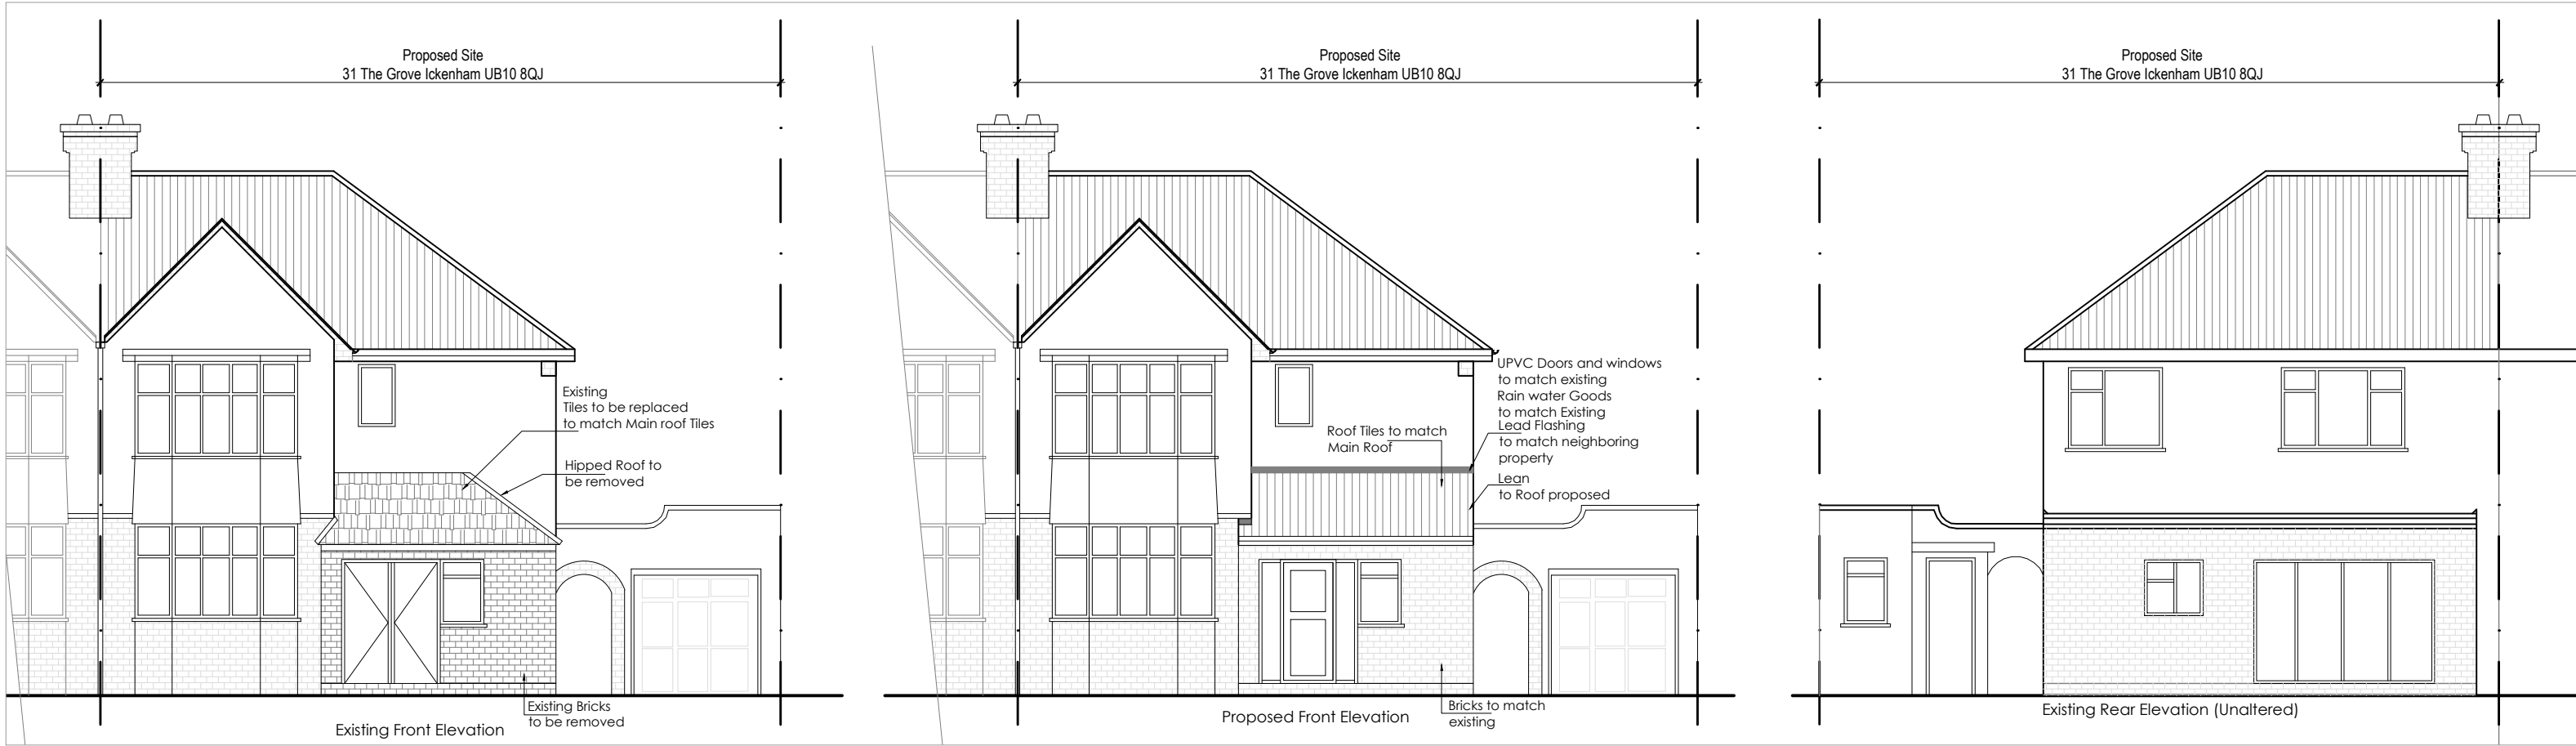 Proposed Site
31 The Grove Ickenham UB10 8QJ
Existing
Tiles to be replaced
to match Main roof Tiles
Hipped Roof to
be removed
Existing Bricks
to be removed
Existing Front Elevation
Proposed Site
31 The Grove Ickenham UB10 8QJ
UPVC Doors and windows
to match existing
Rain water Goods
to match Existing
Lead Flashing
to match neighboring
property
Roof Tiles to match
Main Roof
Lean
to Roof proposed
Bricks to match
existing
Proposed Front Elevation
Proposed Site
31 The Grove Ickenham UB10 8QJ
Existing Rear Elevation (Unaltered)